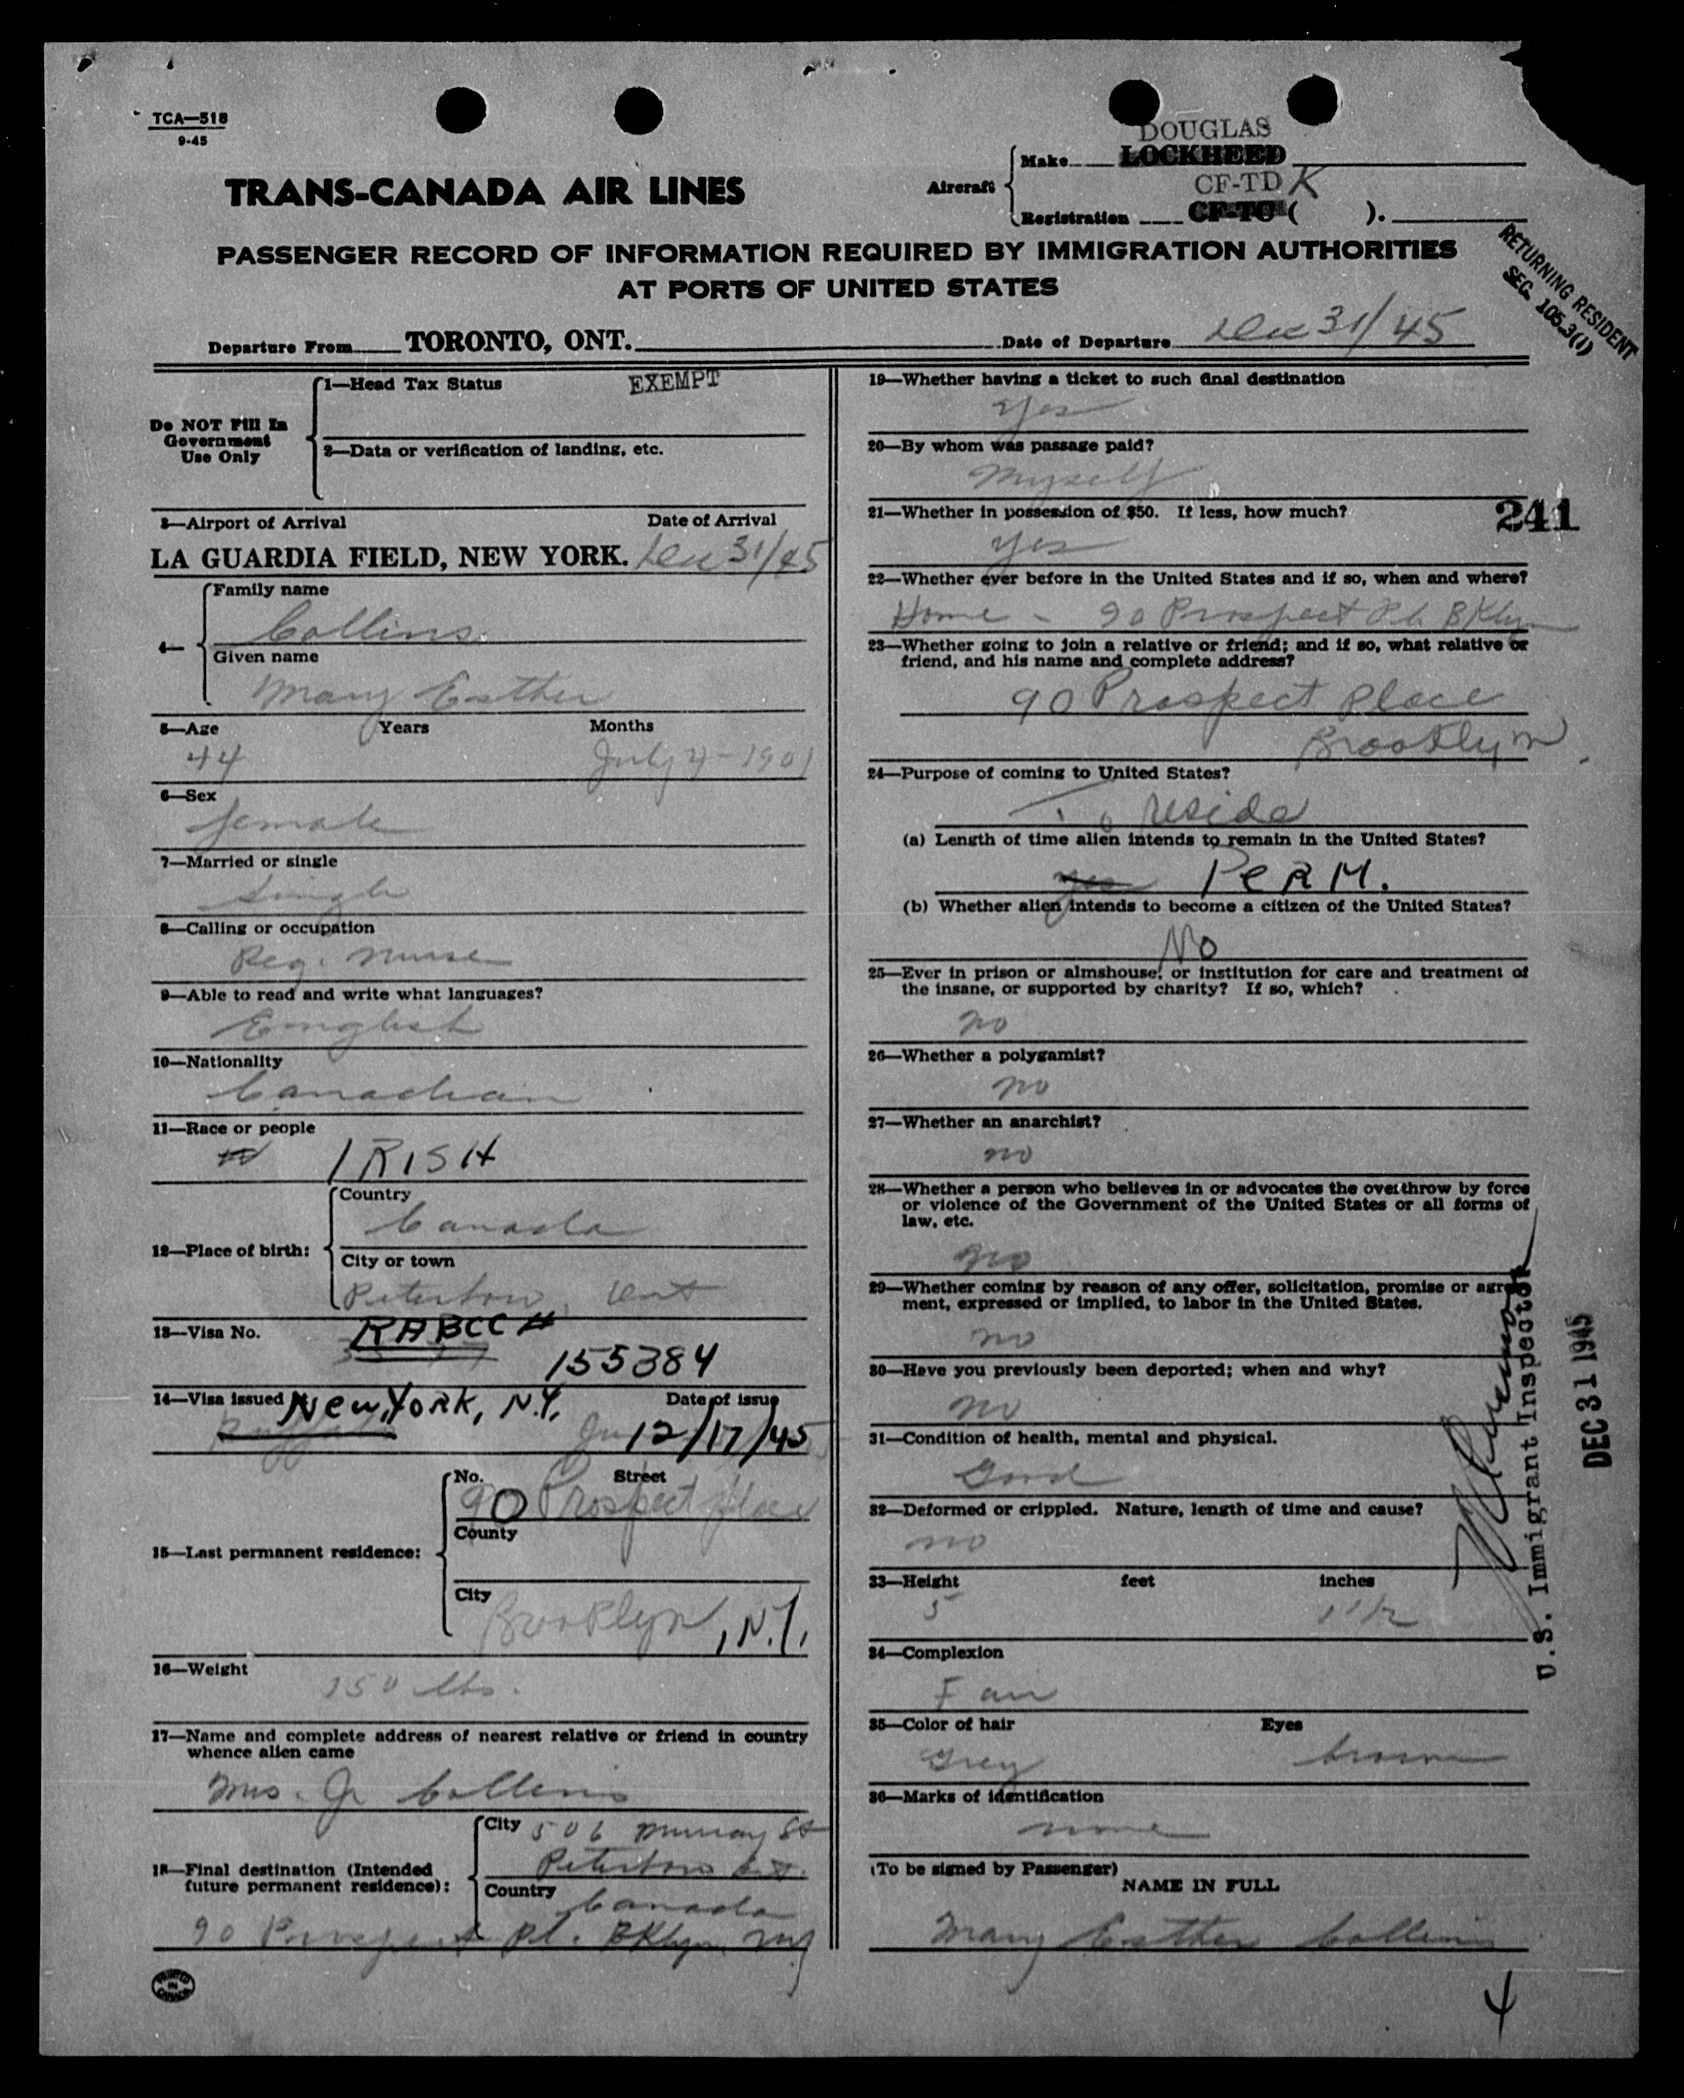 TCA—518
9-45
DOUGLAS
Make LOCKHEED
Aircraft
CF-TD K
Registration CF-TC ( ).
TRANS-CANADA AIR LINES
PASSENGER RECORD OF INFORMATION REQUIRED BY IMMIGRATION AUTHORITIES
AT PORTS OF UNITED STATES
RETURNING RESIDENT
SEC. 105.3(1)
Departure From TORONTO, ONT.
Date of Departure Dec 31/45
Do NOT Fill In
Government
Use Only
1—Head Tax Status EXEMPT
2—Data or verification of landing, etc.
3—Airport of Arrival Date of Arrival
LA GUARDIA FIELD, NEW YORK. Dec 31/45
4— Family name
Collins
Given name
Mary Esther
5—Age Years Months
44 July 4-1901
6—Sex
female
7—Married or single
Single
8—Calling or occupation
Reg. Nurse
9—Able to read and write what languages?
English
10—Nationality
Canadian
11—Race or people
IRISH
12—Place of birth:
Country
Canada
City or town
Peterboro, Ont
13—Visa No. RABCC #
155384
14—Visa issued New York, N.Y. Date of issue
12/17/45
15—Last permanent residence:
No. Street
90 Prospect Place
County
City
Brooklyn, N.Y.
16—Weight
150 lbs.
17—Name and complete address of nearest relative or friend in country
whence alien came
Mrs. J. Collins
18—Final destination (Intended
future permanent residence):
City 506 Murray St
Peterboro Ont.
Country Canada
90 Prospect Pl. BKlyn, NY
PRINTED
IN
CANADA
19—Whether having a ticket to such final destination
Yes
20—By whom was passage paid?
Myself
21—Whether in possession of $50. If less, how much?
241
yes
22—Whether ever before in the United States and if so, when and where?
Home - 90 Prospect Pl. BKlyn
23—Whether going to join a relative or friend; and if so, what relative or
friend, and his name and complete address?
90 Prospect Place
Brooklyn
24—Purpose of coming to United States?
To reside
(a) Length of time alien intends to remain in the United States?
yes PERM.
(b) Whether alien intends to become a citizen of the United States?
No
25—Ever in prison or almshouse, or institution for care and treatment of
the insane, or supported by charity? If so, which?
no
26—Whether a polygamist?
no
27—Whether an anarchist?
no
28—Whether a person who believes in or advocates the overthrow by force
or violence of the Government of the United States or all forms of
law, etc.
no
29—Whether coming by reason of any offer, solicitation, promise or agree-
ment, expressed or implied, to labor in the United States.
no
30—Have you previously been deported; when and why?
no
31—Condition of health, mental and physical.
Good
32—Deformed or crippled. Nature, length of time and cause?
no
33—Height feet inches
5 1 1/2
34—Complexion
Fair
35—Color of hair Eyes
Grey brown
36—Marks of identification
none
(To be signed by Passenger)
NAME IN FULL
Mary Esther Collins
U.S. Immigrant Inspector
DEC 31 1945
4